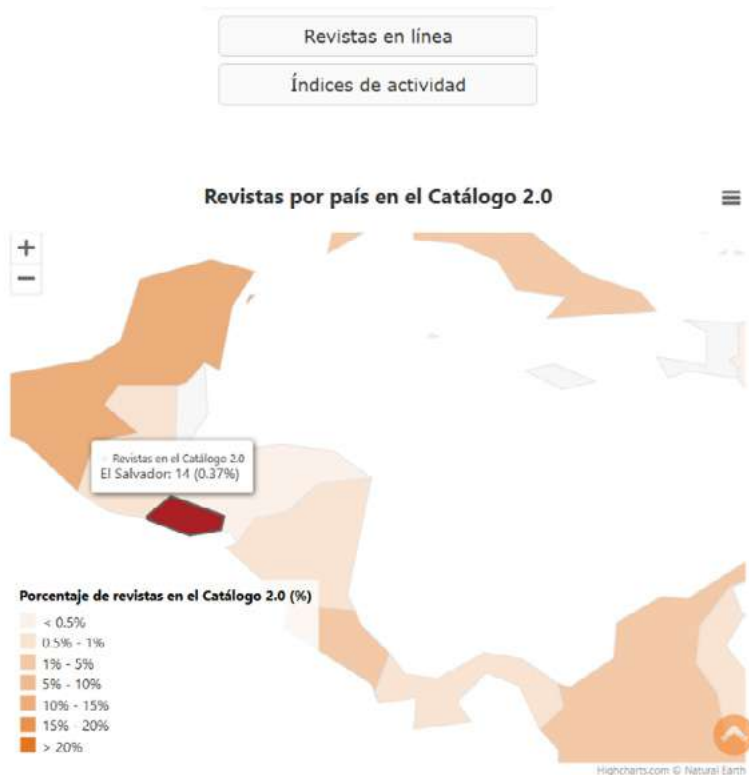 Revistas en línea
Índices de actividad
Revistas por país en el Catálogo 2.0
+
−
Revistas en el Catálogo 2.0
El Salvador: 14 (0.37%)
Porcentaje de revistas en el Catálogo 2.0 (%)
< 0.5%
0.5% - 1%
1% - 5%
5% - 10%
10% - 15%
15% 20%
> 20%
Highcharts.com © Natural Earth